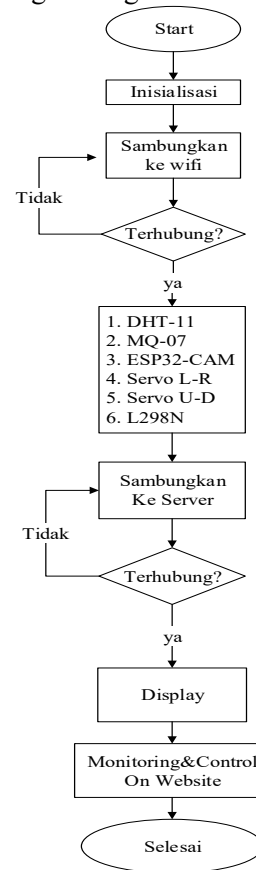 Start
Inisialisasi
Sambungkan
ke wifi
Tidak
Terhubung?
ya
1. DHT-11
2. MQ-07
3. ESP32-CAM
4. Servo L-R
5. Servo U-D
6. L298N
Sambungkan
Ke Server
Tidak
Terhubung?
ya
Display
Monitoring&Control
On Website
Selesai